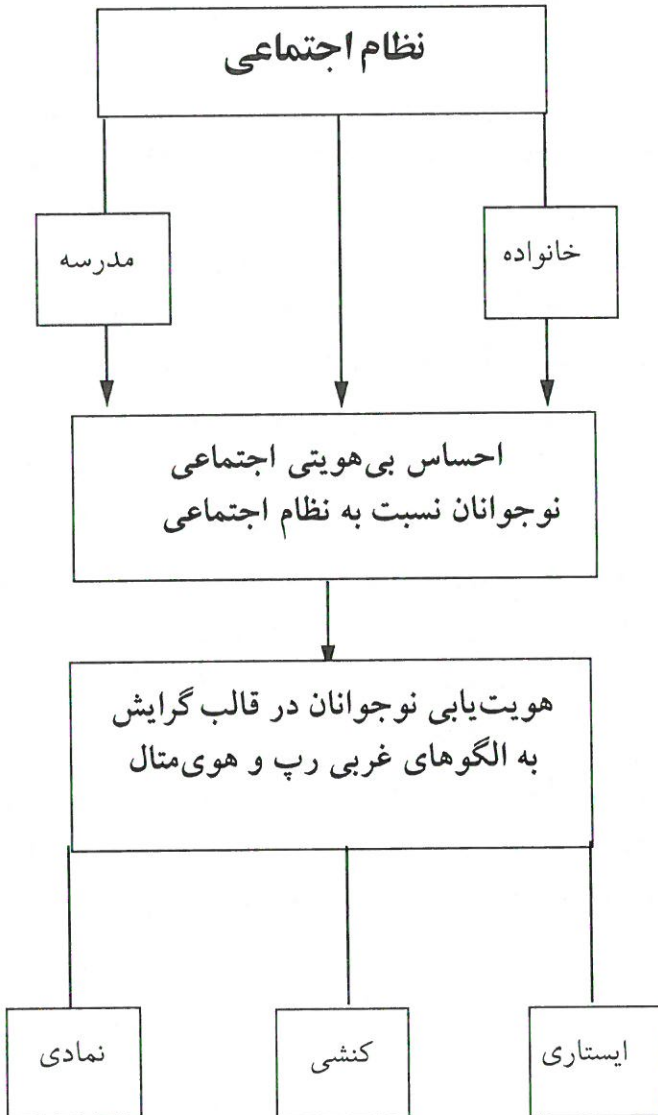 نظام اجتماعی
خانواده
مدرسه
احساس بی‌هویتی اجتماعی
نوجوانان نسبت به نظام اجتماعی
هویت‌یابی نوجوانان در قالب گرایش
به الگوهای غربی رپ و هوی‌متال
ایستاری
کنشی
نمادی